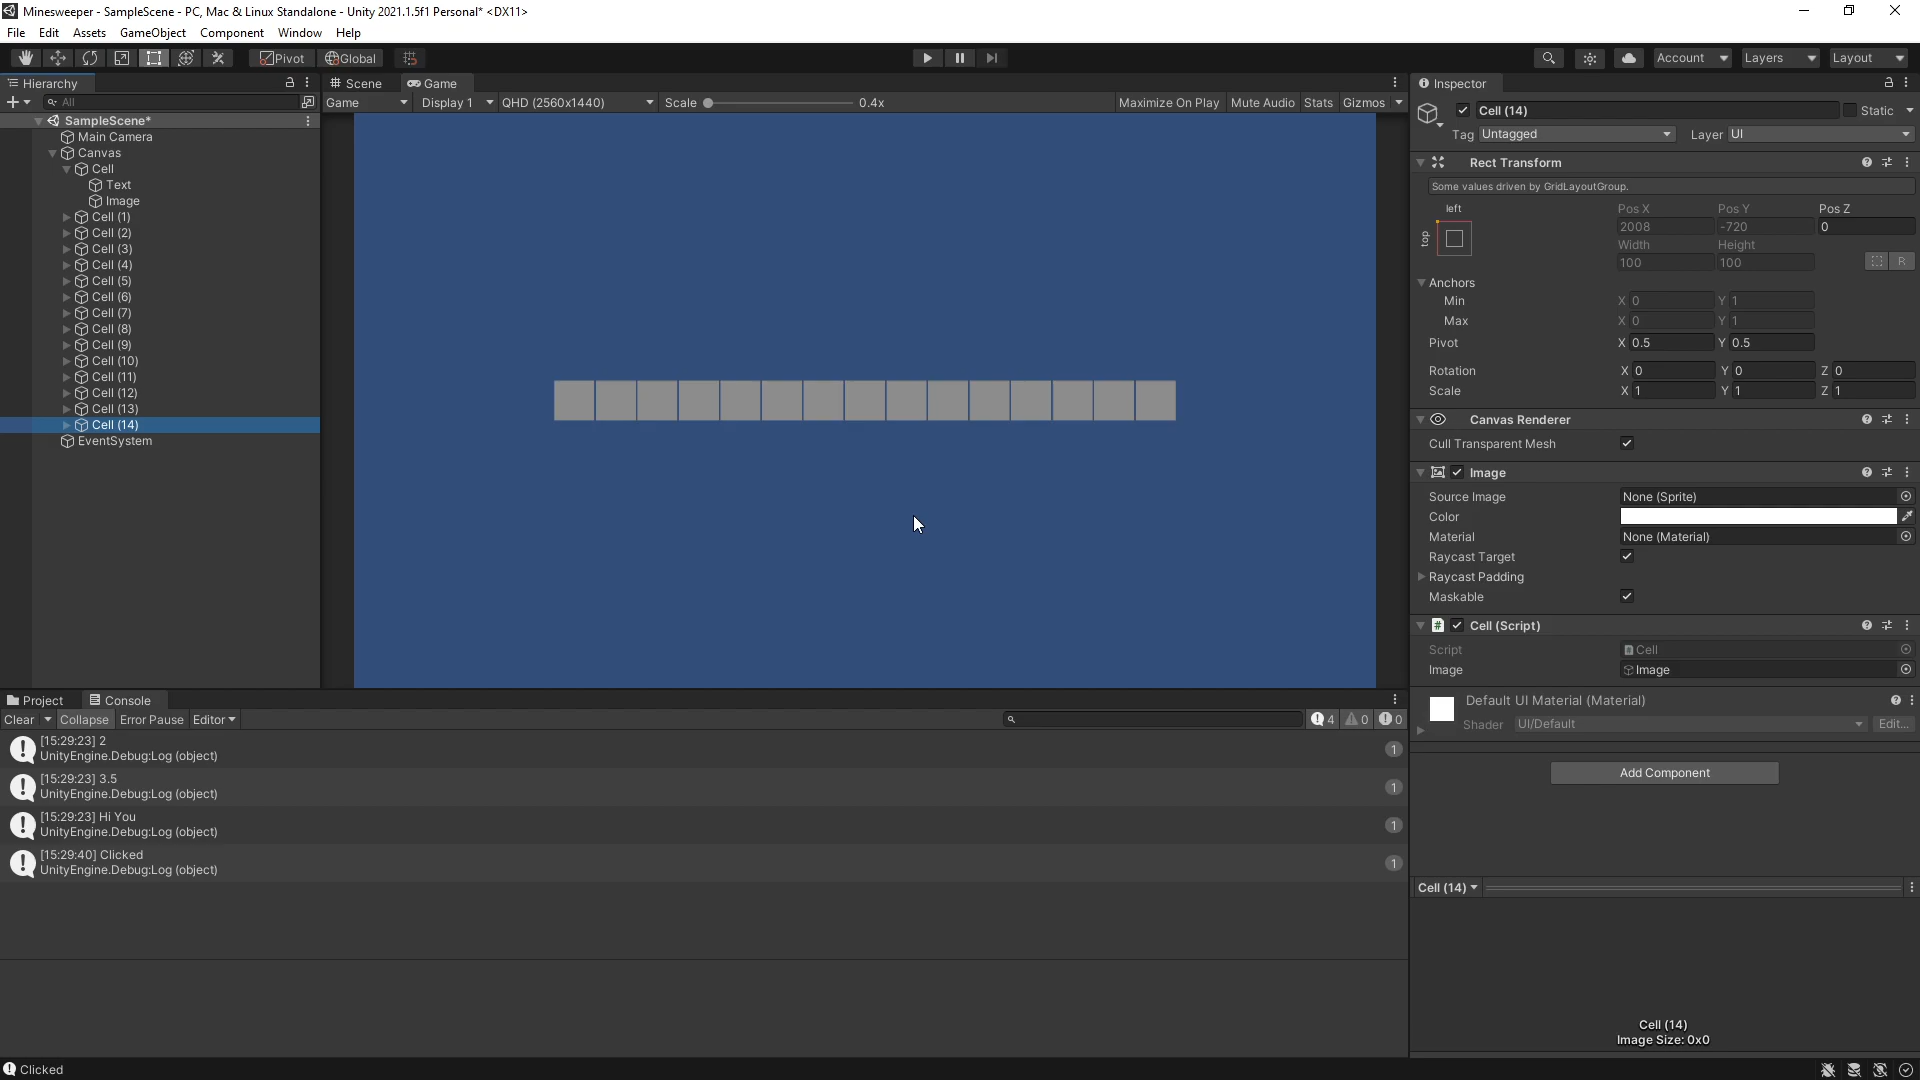 Minesweeper - SampleScene - PC, Mac & Linux Standalone - Unity 2021.1.5f1 Personal* <DX11>
File Edit Assets GameObject Component Window Help
Pivot Global Account Layers Layout
Hierarchy
All
SampleScene*
Main Camera
Canvas
Cell
Text
Image
Cell (1)
Cell (2)
Cell (3)
Cell (4)
Cell (5)
Cell (6)
Cell (7)
Cell (8)
Cell (9)
Cell (10)
Cell (11)
Cell (12)
Cell (13)
Cell (14)
EventSystem
Scene Game
Game Display 1 QHD (2560x1440) Scale 0.4x Maximize On Play Mute Audio Stats Gizmos
Project Console
Clear Collapse Error Pause Editor 4 0 0
[15:29:23] 2
UnityEngine.Debug:Log (object) 1
[15:29:23] 3.5
UnityEngine.Debug:Log (object) 1
[15:29:23] Hi You
UnityEngine.Debug:Log (object) 1
[15:29:40] Clicked
UnityEngine.Debug:Log (object) 1
Inspector
Cell (14) Static
Tag Untagged Layer UI
Rect Transform
Some values driven by GridLayoutGroup.
left Pos X Pos Y Pos Z
top 2008 -720 0
Width Height
100 100 R
Anchors
Min X 0 Y 1
Max X 0 Y 1
Pivot X 0.5 Y 0.5
Rotation X 0 Y 0 Z 0
Scale X 1 Y 1 Z 1
Canvas Renderer
Cull Transparent Mesh
Image
Source Image None (Sprite)
Color
Material None (Material)
Raycast Target
Raycast Padding
Maskable
# Cell (Script)
Script Cell
Image Image
Default UI Material (Material)
Shader UI/Default Edit...
Add Component
Cell (14)
Cell (14)
Image Size: 0x0
Clicked